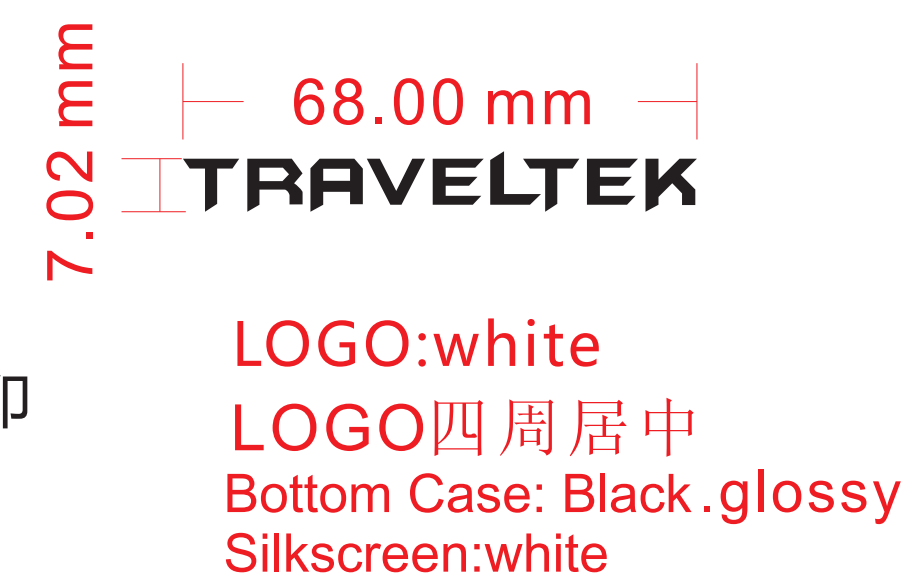 68.00 mm
7.02 mm
TRAVELTEK
LOGO:white
LOGO四周居中
Bottom Case: Black.glossy
Silkscreen:white